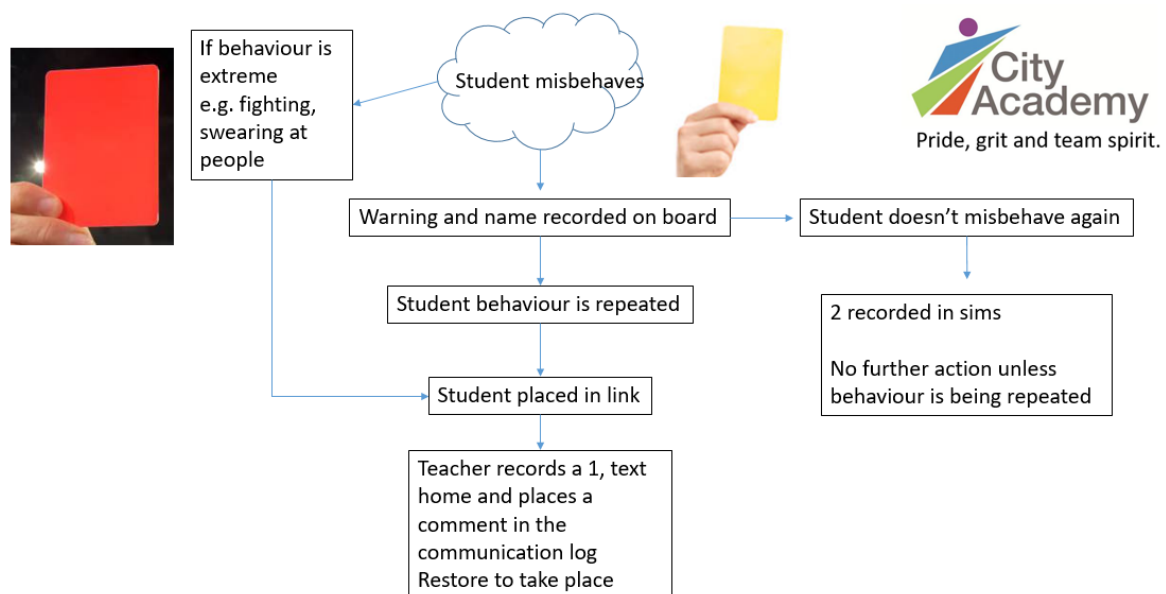 If behaviour is
extreme
e.g. fighting,
swearing at
people
Student misbehaves
City
Academy
Pride, grit and team spirit.
Warning and name recorded on board
Student doesn’t misbehave again
Student behaviour is repeated
2 recorded in sims
No further action unless
behaviour is being repeated
Student placed in link
Teacher records a 1, text
home and places a
comment in the
communication log
Restore to take place